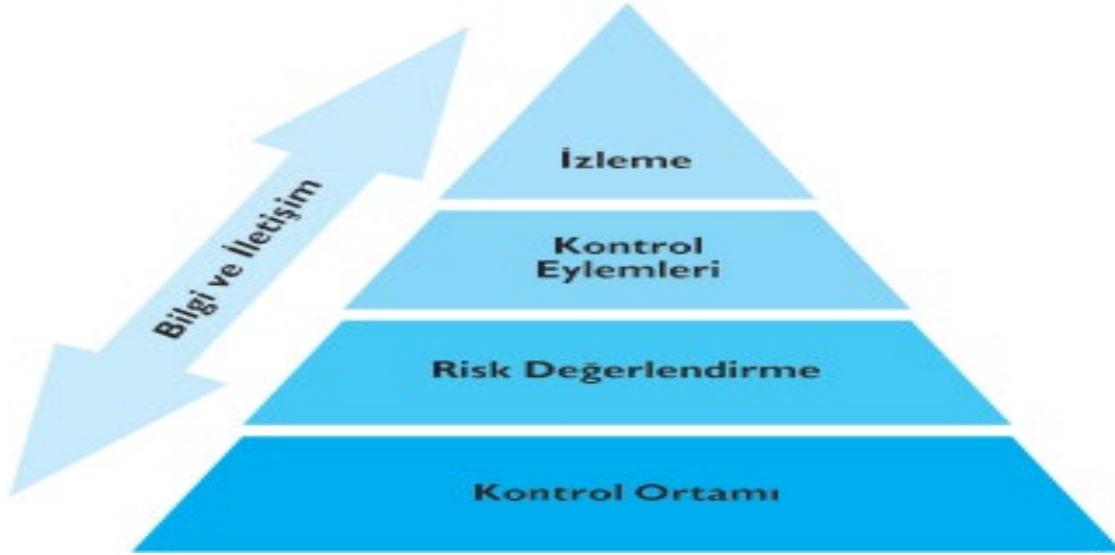 İzleme
Kontrol
Eylemleri
Bilgi ve İletişim
Risk Değerlendirme
Kontrol Ortamı